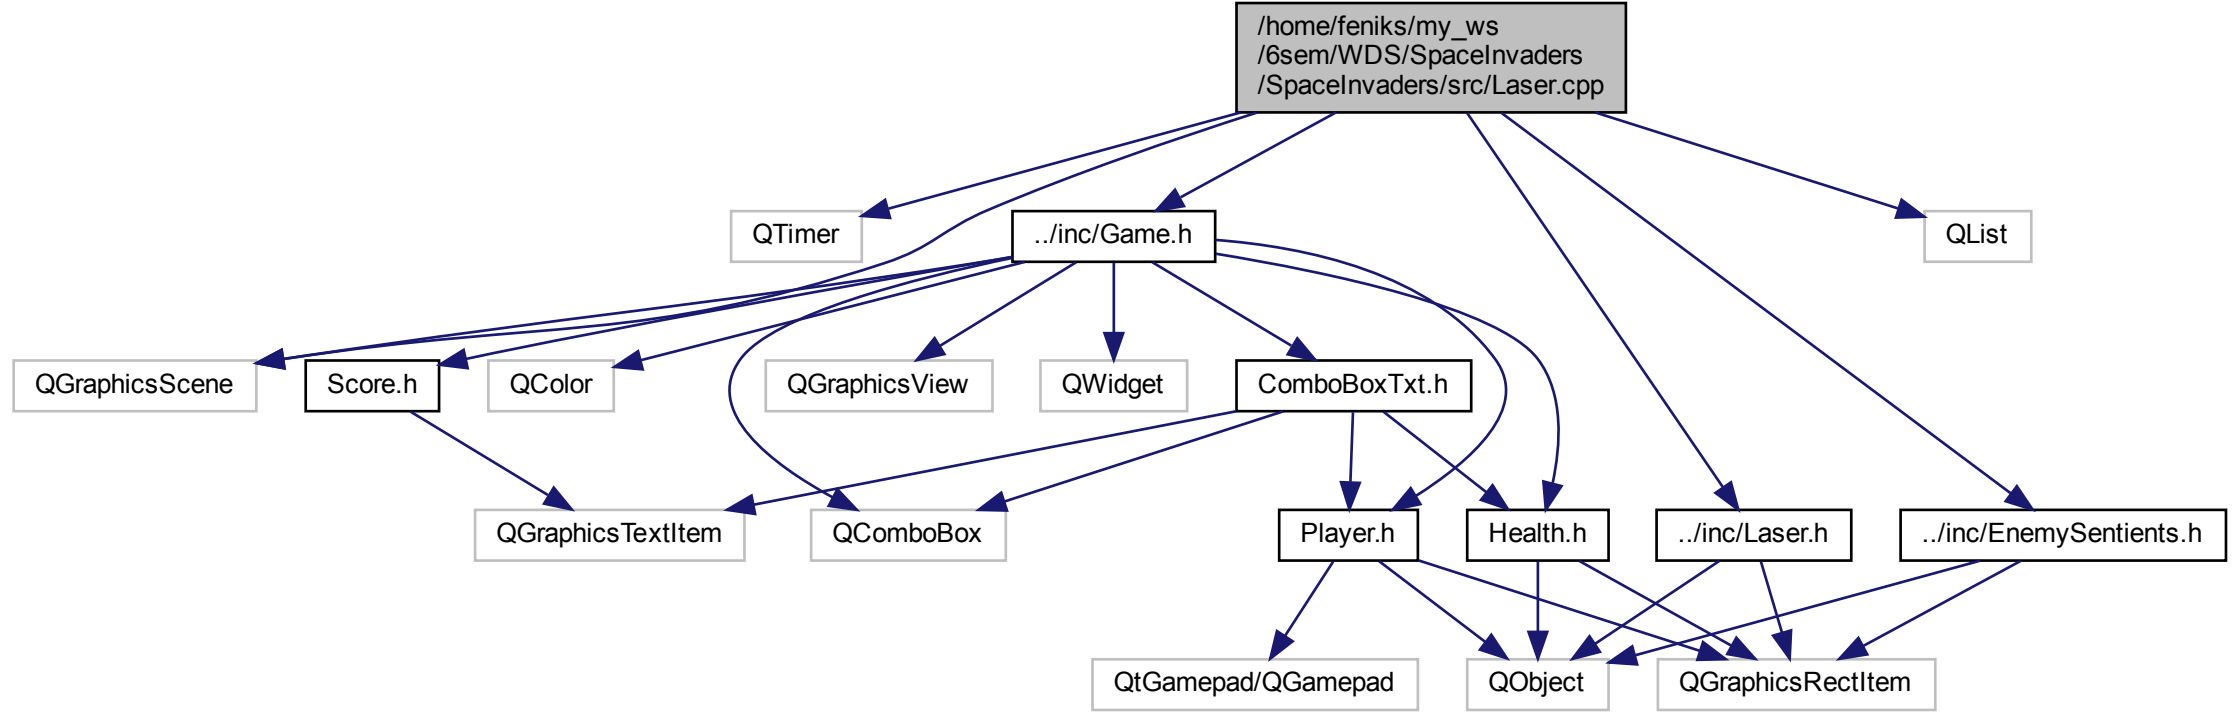 /home/feniks/my_ws
/6sem/WDS/SpaceInvaders
/SpaceInvaders/src/Laser.cpp
QTimer
../inc/Game.h
QList
QGraphicsScene
Score.h
QColor
QGraphicsView
QWidget
ComboBoxTxt.h
QGraphicsTextItem
QComboBox
Player.h
Health.h
../inc/Laser.h
../inc/EnemySentients.h
QtGamepad/QGamepad
QObject
QGraphicsRectItem